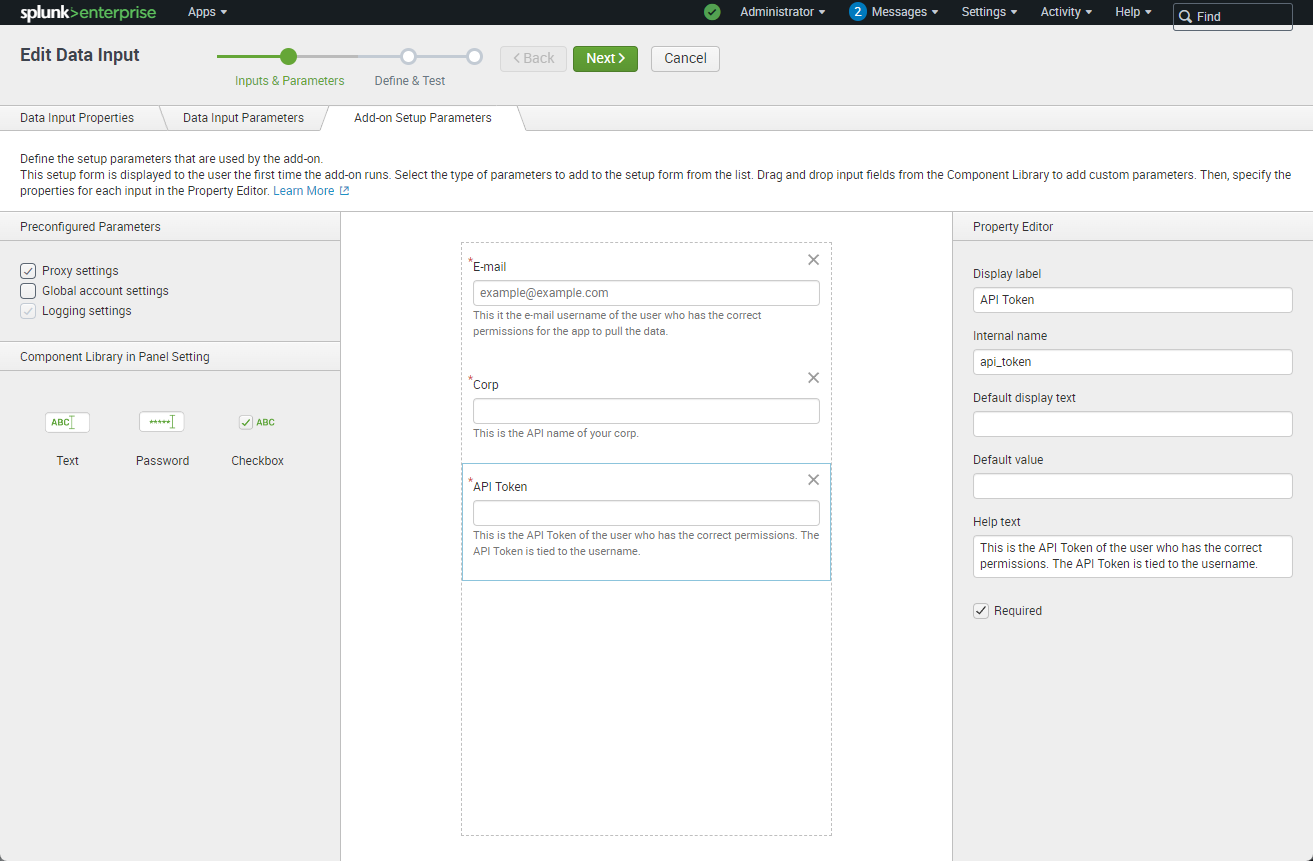 splunk>enterprise Apps Administrator 2 Messages Settings Activity Help Find
Edit Data Input
Inputs & Parameters
Define & Test
Back
Next
Cancel
Data Input Properties
Data Input Parameters
Add-on Setup Parameters
Define the setup parameters that are used by the add-on.
This setup form is displayed to the user the first time the add-on runs. Select the type of parameters to add to the setup form from the list. Drag and drop input fields from the Component Library to add custom parameters. Then, specify the
properties for each input in the Property Editor. Learn More
Preconfigured Parameters
Proxy settings
Global account settings
Logging settings
Component Library in Panel Setting
ABC
*****
ABC
Text
Password
Checkbox
*E-mail
example@example.com
This it the e-mail username of the user who has the correct
permissions for the app to pull the data.
*Corp
This is the API name of your corp.
*API Token
This is the API Token of the user who has the correct permissions. The
API Token is tied to the username.
Property Editor
Display label
API Token
Internal name
api_token
Default display text
Default value
Help text
This is the API Token of the user who has the correct
permissions. The API Token is tied to the username.
Required